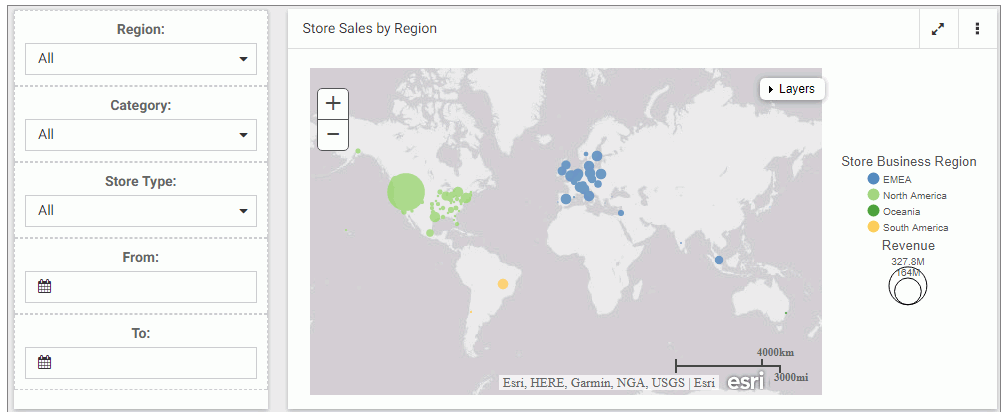 Region:
All
Category:
All
Store Type:
All
From:
To:
Store Sales by Region
+
−
Layers
4000km
3000mi
Esri, HERE, Garmin, NGA, USGS | Esri
esri
Store Business Region
EMEA
North America
Oceania
South America
Revenue
327.8M
164M